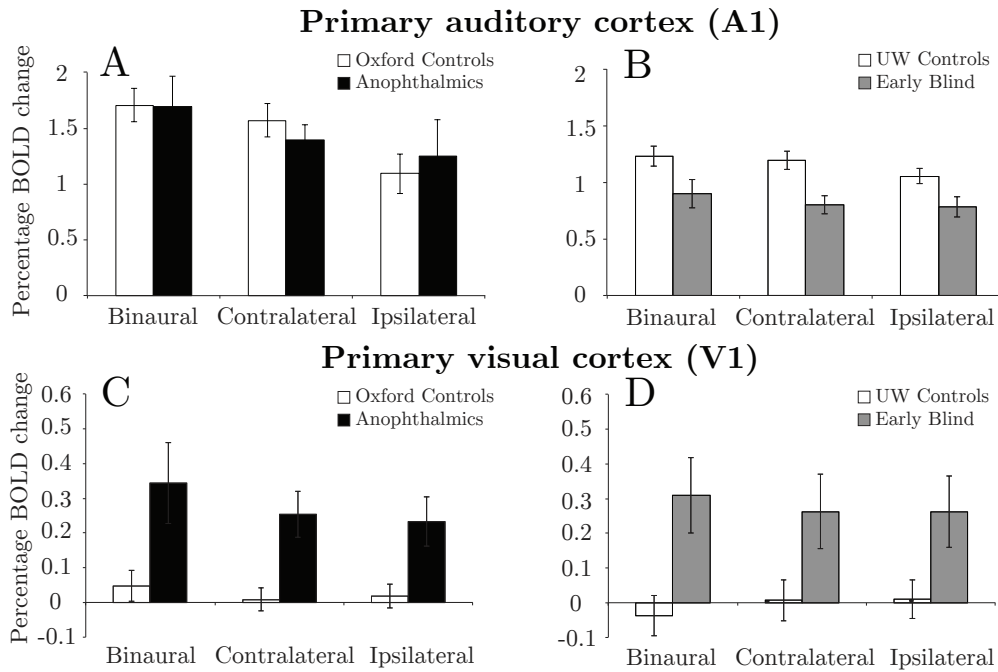 Primary auditory cortex (A1)
A
Oxford Controls
Anophthalmics
Percentage BOLD change
2
1.5
1
0.5
0
Binaural Contralateral Ipsilateral
B
UW Controls
Early Blind
2
1.5
1
0.5
0
Binaural Contralateral Ipsilateral
Primary visual cortex (V1)
C
Oxford Controls
Anophthalmics
Percentage BOLD change
0.6
0.5
0.4
0.3
0.2
0.1
0
-0.1
Binaural Contralateral Ipsilateral
D
UW Controls
Early Blind
0.6
0.5
0.4
0.3
0.2
0.1
0
-0.1
Binaural Contralateral Ipsilateral